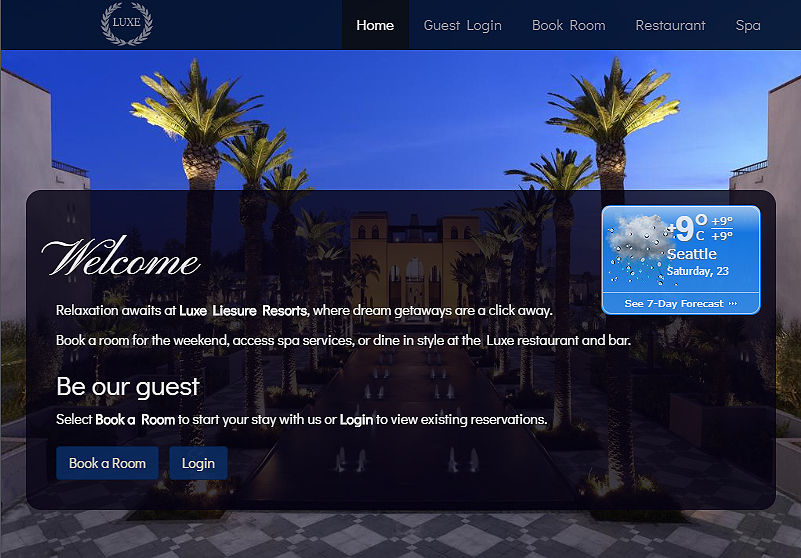 LUXE
Home Guest Login Book Room Restaurant Spa
+9° C +9° +9°
Seattle
Saturday, 23
See 7-Day Forecast
Welcome
Relaxation awaits at Luxe Liesure Resorts, where dream getaways are a click away.
Book a room for the weekend, access spa services, or dine in style at the Luxe restaurant and bar.
Be our guest
Select Book a Room to start your stay with us or Login to view existing reservations.
Book a Room Login